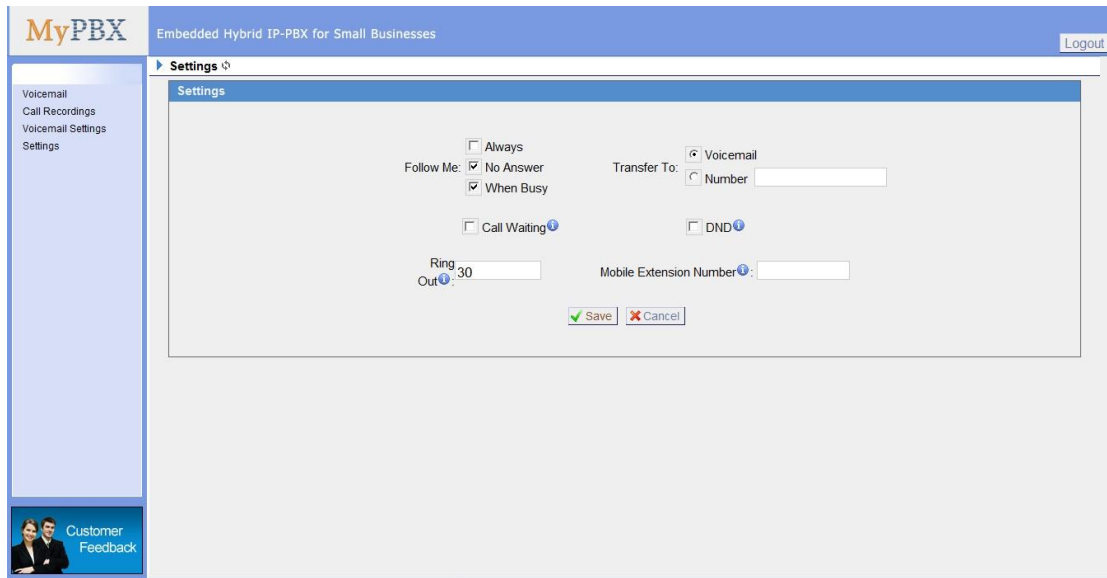 MyPBX
Embedded Hybrid IP-PBX for Small Businesses
Logout
Settings
Voicemail
Call Recordings
Voicemail Settings
Settings
Settings
Follow Me:
Always
No Answer
When Busy
Transfer To:
Voicemail
Number
Call Waiting
DND
Ring
Out :
30
Mobile Extension Number :
Save
Cancel
Customer
Feedback